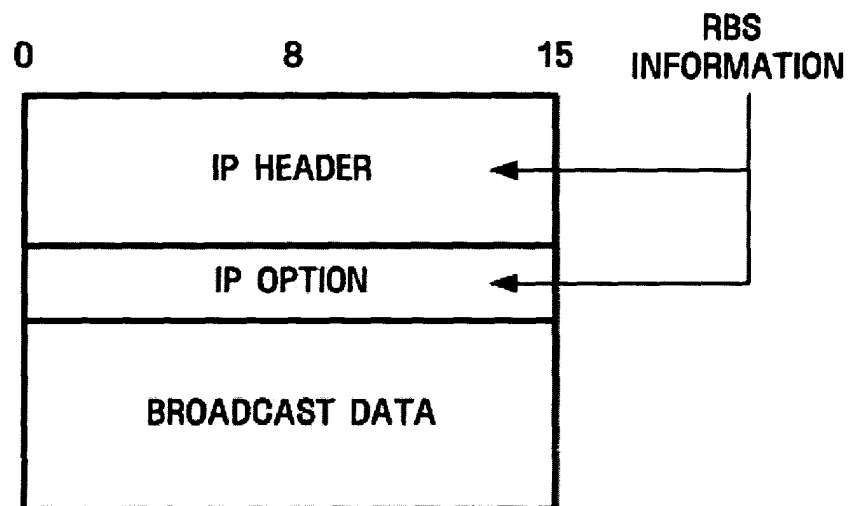 0 8 15
RBS
INFORMATION
IP HEADER
IP OPTION
BROADCAST DATA